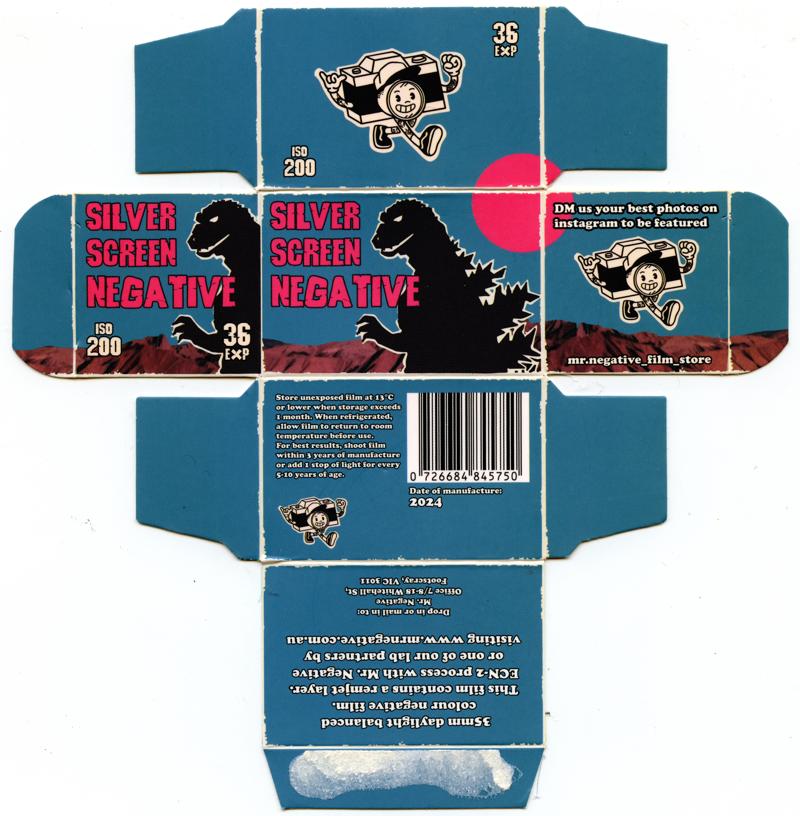 36
EXP
ISO
200
SILVER
SCREEN
NEGATIVE
ISO
200
36
EXP
SILVER
SCREEN
NEGATIVE
DM us your best photos on
instagram to be featured
mr.negative_film_store
Store unexposed film at 13°C
or lower when storage exceeds
1 month. When refrigerated,
allow film to return to room
temperature before use.
For best results, shoot film
within 3 years of manufacture
or add 1 stop of light for every
5-10 years of age.
0 726684 845750
Date of manufacture:
2024
35mm daylight balanced
colour negative film.
This film contains a remjet layer.
ECN-2 process with Mr. Negative
or one of our lab partners by
visiting www.mrnegative.com.au
Drop in or mail in to:
Mr. Negative
Office 7/8-18 Whitehall St,
Footscray, VIC 3011